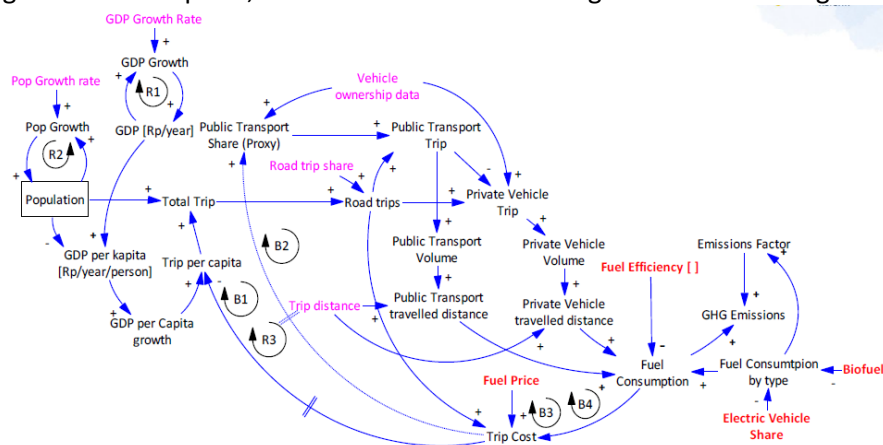 GDP Growth Rate
GDP Growth
Pop Growth rate
R1
Pop Growth
GDP [Rp/year]
R2
Population
GDP per kapita
[Rp/year/person]
GDP per Capita
growth
Total Trip
Trip per capita
Public Transport
Share (Proxy)
Vehicle
ownership data
Public Transport
Trip
Road trip share
Road trips
Private Vehicle
Trip
B2
B1
R3
Trip distance
Public Transport
Volume
Public Transport
travelled distance
Private Vehicle
Volume
Private Vehicle
travelled distance
Fuel Efficiency [ ]
Emissions Factor
GHG Emissions
Fuel
Consumption
Fuel Consumtpion
by type
Biofuel
Electric Vehicle
Share
Fuel Price
B3
B4
Trip Cost